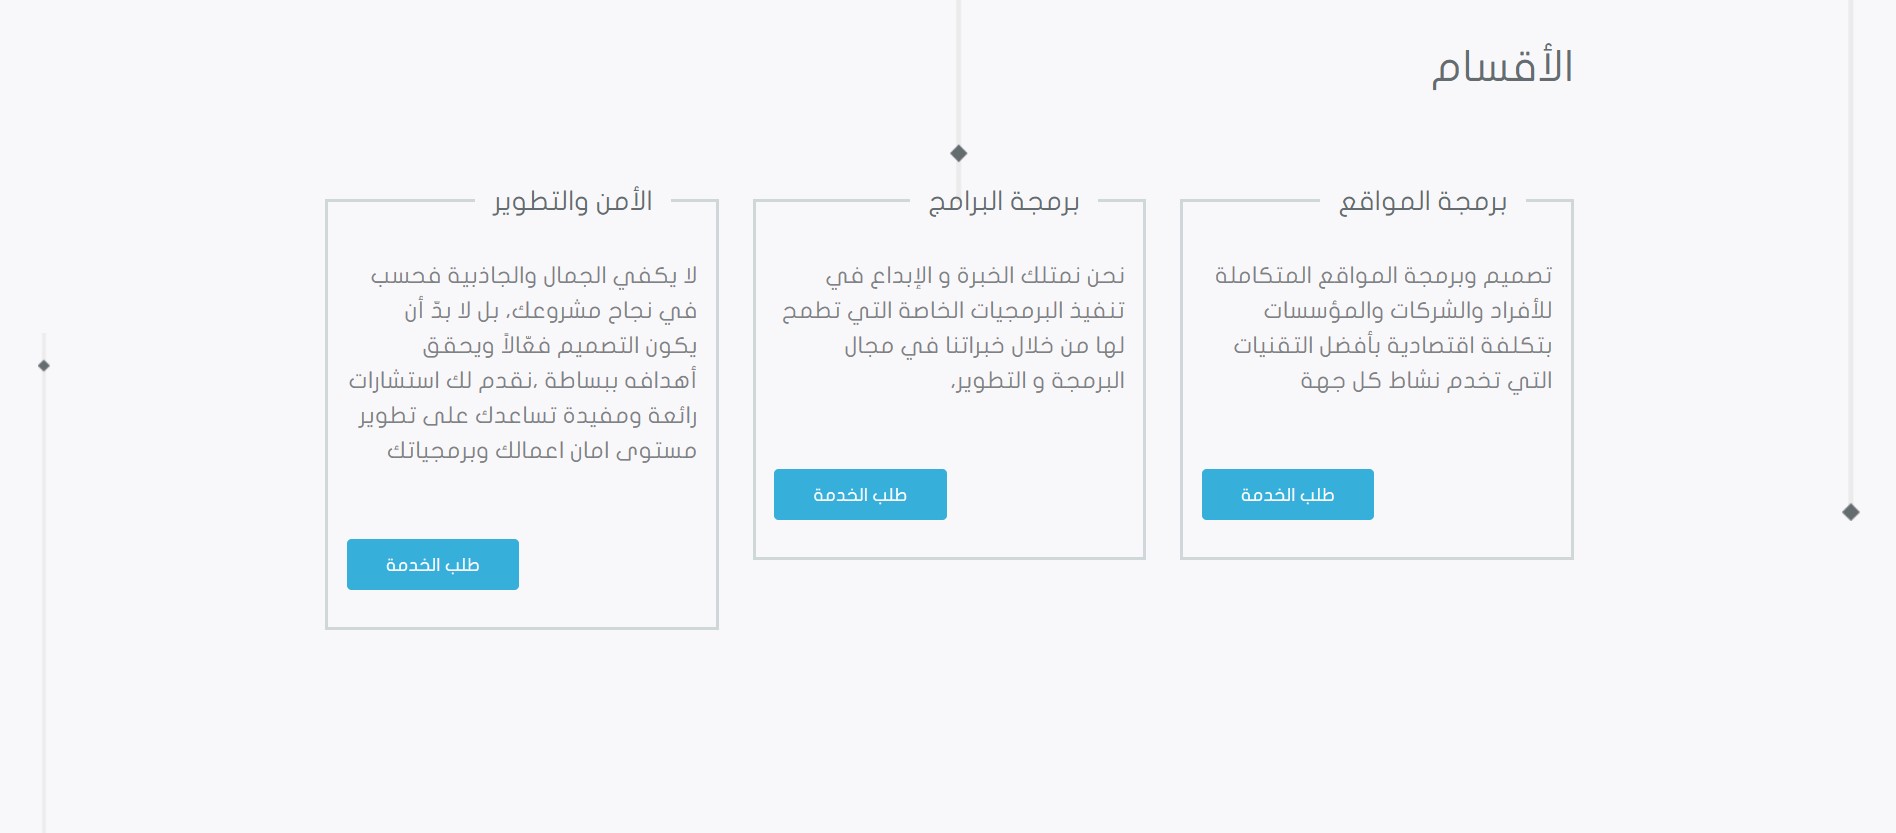 الأقسام
برمجة المواقع
تصميم وبرمجة المواقع المتكاملة
للأفراد والشركات والمؤسسات
بتكلفة اقتصادية بأفضل التقنيات
التي تخدم نشاط كل جهة
طلب الخدمة
برمجة البرامج
نحن نمتلك الخبرة و الإبداع في
تنفيذ البرمجيات الخاصة التي تطمح
لها من خلال خبراتنا في مجال
البرمجة و التطوير،
طلب الخدمة
الأمن والتطوير
لا يكفي الجمال والجاذبية فحسب
في نجاح مشروعك، بل لا بدّ أن
يكون التصميم فعّالاً ويحقق
أهدافه ببساطة ،نقدم لك استشارات
رائعة ومفيدة تساعدك على تطوير
مستوى امان اعمالك وبرمجياتك
طلب الخدمة